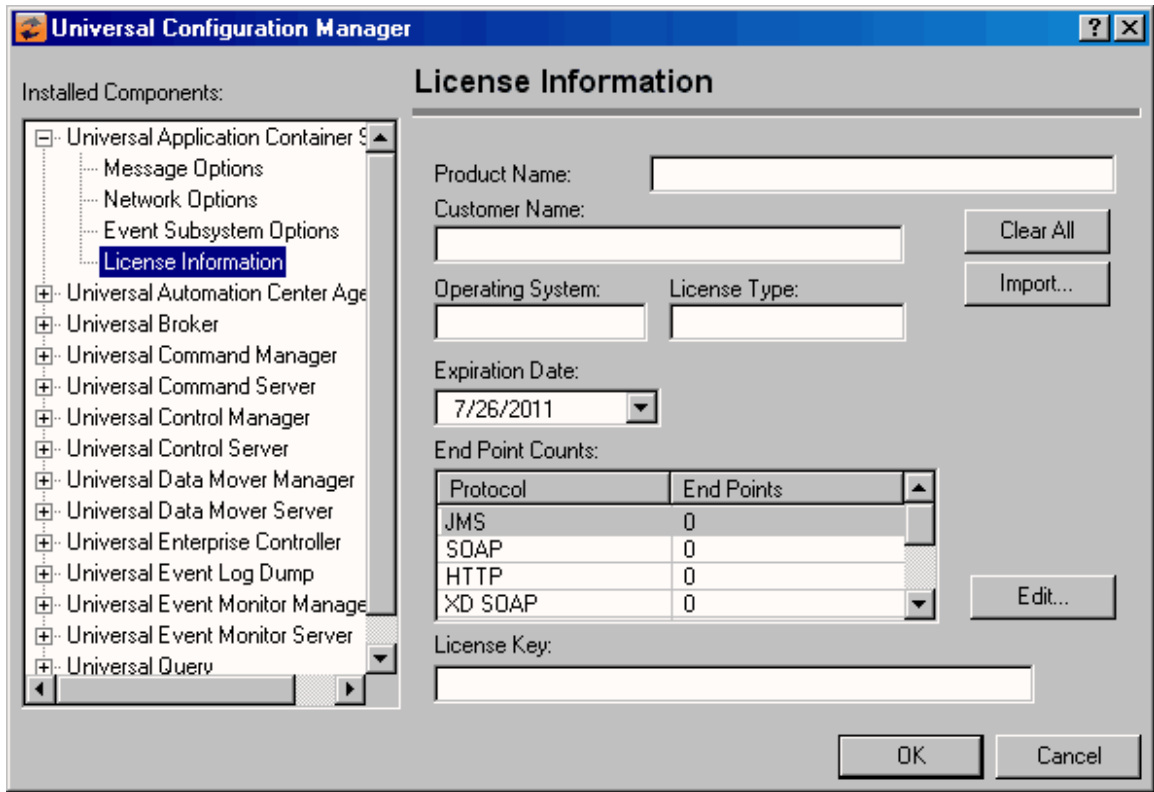 Universal Configuration Manager
Installed Components:
Universal Application Container S
Message Options
Network Options
Event Subsystem Options
License Information
Universal Automation Center Age
Universal Broker
Universal Command Manager
Universal Command Server
Universal Control Manager
Universal Control Server
Universal Data Mover Manager
Universal Data Mover Server
Universal Enterprise Controller
Universal Event Log Dump
Universal Event Monitor Manage
Universal Event Monitor Server
Universal Query
License Information
Product Name:
Customer Name:
Clear All
Import...
Operating System: License Type:
Expiration Date:
7/26/2011
End Point Counts:
Protocol End Points
JMS 0
SOAP 0
HTTP 0
XD SOAP 0
Edit...
License Key:
OK Cancel